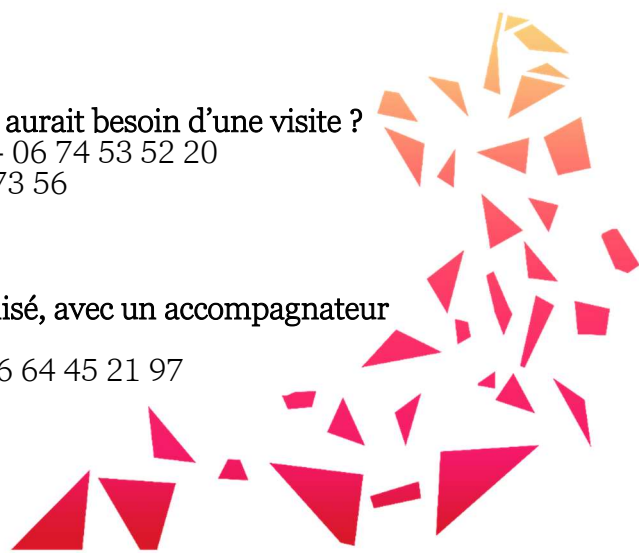 aurait besoin d’une visite ?
- 06 74 53 52 20
73 56
isé, avec un accompagnateur
6 64 45 21 97